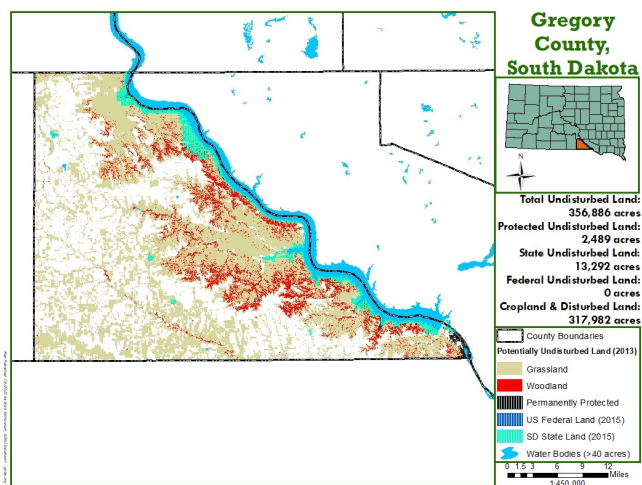 Gregory
County,
South Dakota
N
Total Undisturbed Land:
356,886 acres
Protected Undisturbed Land:
2,489 acres
State Undisturbed Land:
13,292 acres
Federal Undisturbed Land:
0 acres
Cropland & Disturbed Land:
317,982 acres
County Boundaries
Potentially Undisturbed Land (2013)
Grassland
Woodland
Permanently Protected
US Federal Land (2015)
SD State Land (2015)
Water Bodies (>40 acres)
0 1.5 3 6 9 12
Miles
1:450,000